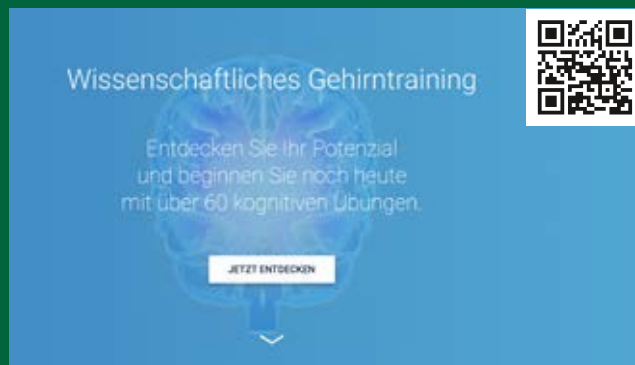 Wissenschaftliches Gehirntraining
Entdecken Sie Ihr Potenzial
und beginnen Sie noch heute
mit über 60 kognitiven Übungen.
JETZT ENTDECKEN